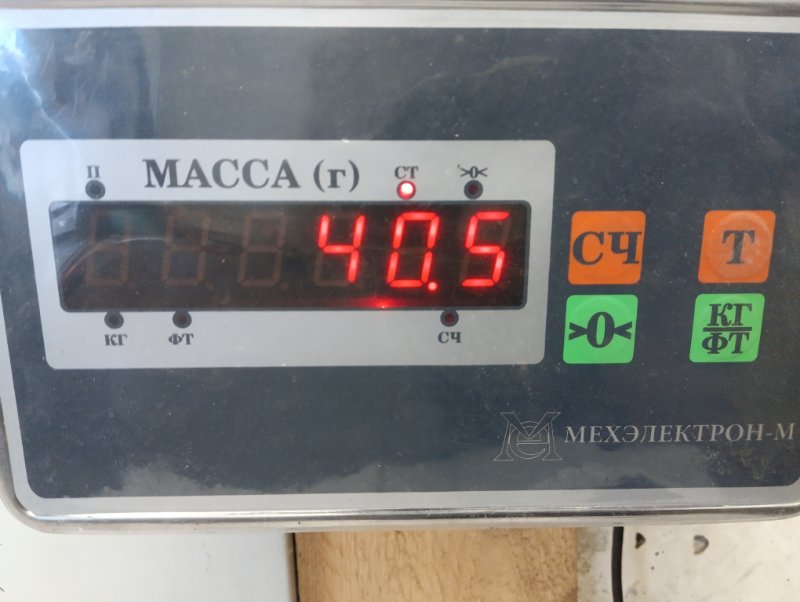 П МАССА (г) СТ >0<
40.5
КГ ФТ СЧ
СЧ Т
>0< КГ
ФТ
МЕХЭЛЕКТРОН-М